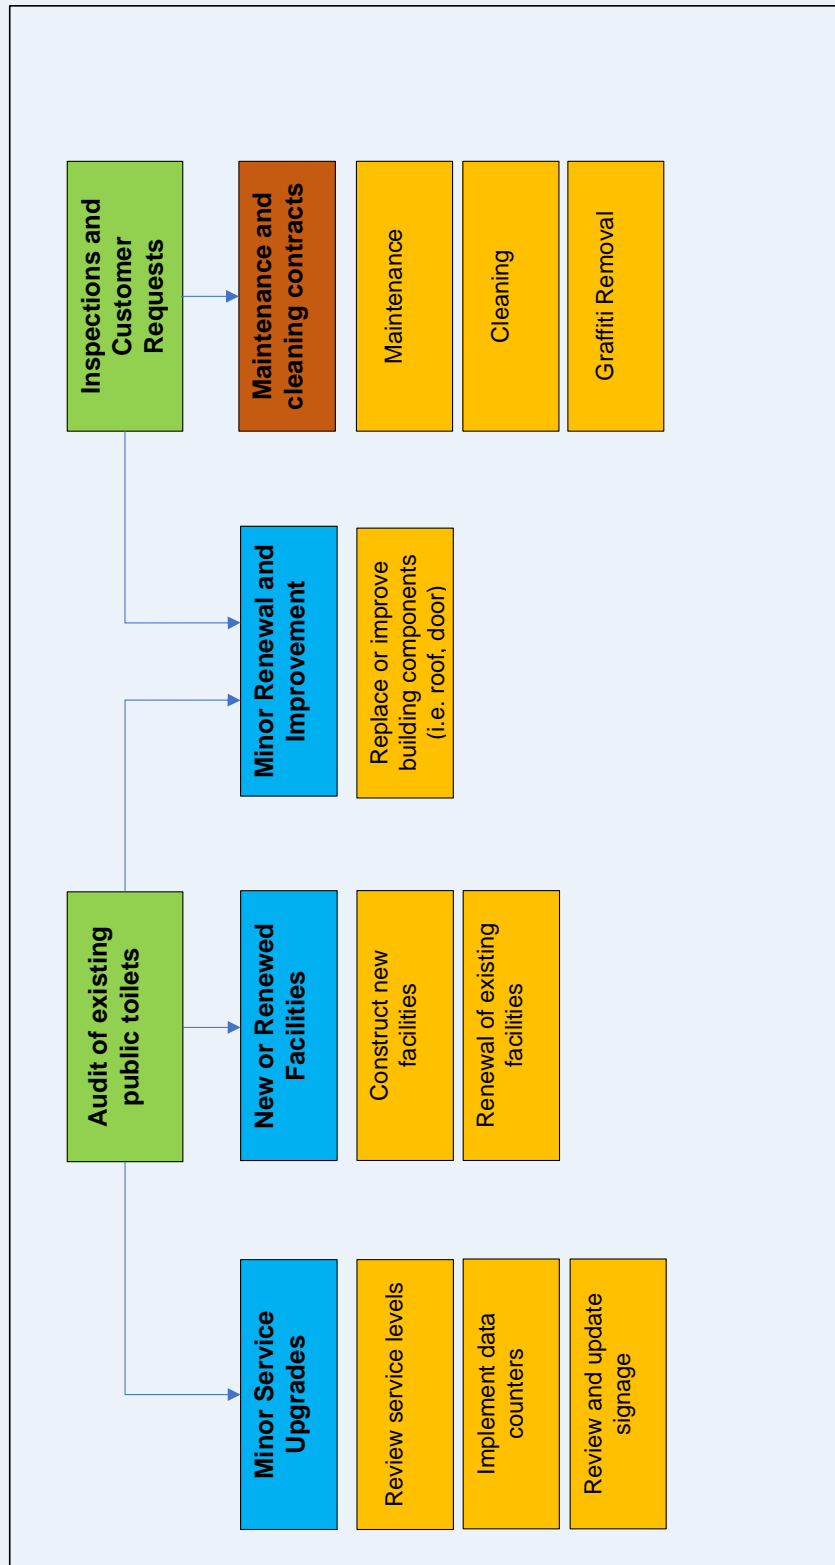 Audit of existing
public toilets
Inspections and
Customer
Requests
Minor Service
Upgrades
New or Renewed
Facilities
Minor Renewal and
Improvement
Maintenance and
cleaning contracts
Review service levels
Implement data
counters
Review and update
signage
Construct new
facilities
Renewal of existing
facilities
Replace or improve
building components
(i.e. roof, door)
Maintenance
Cleaning
Graffiti Removal